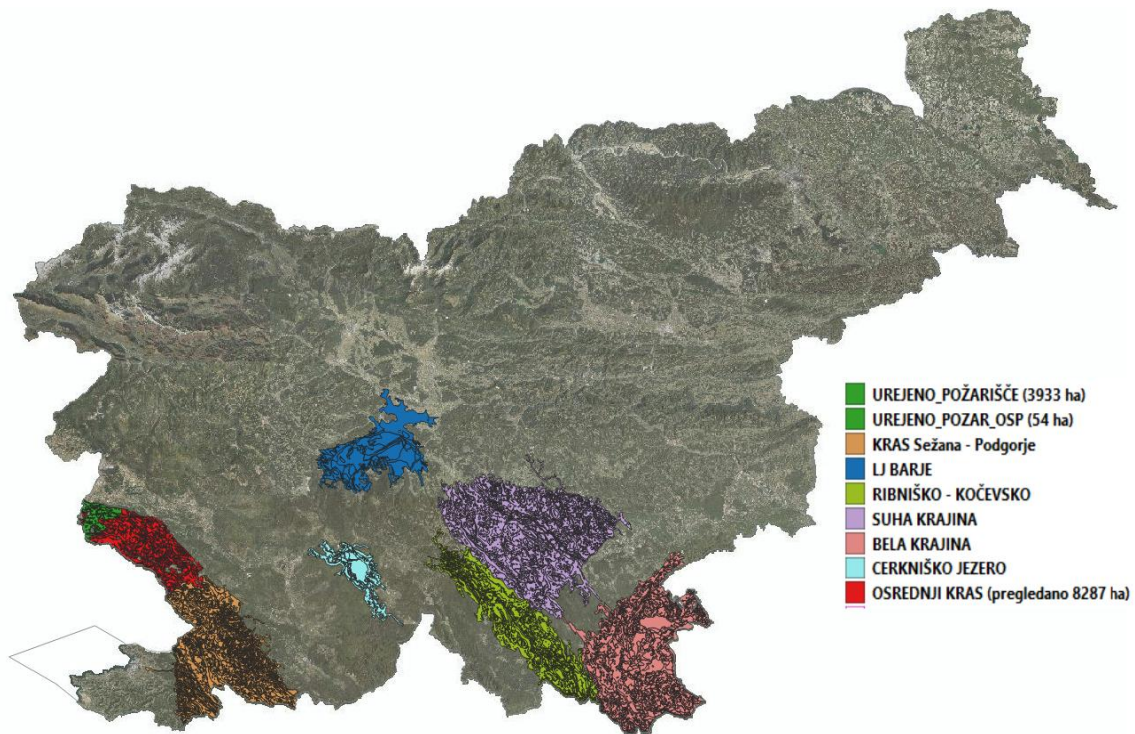 UREJENO_POŽARIŠČE (3933 ha)
UREJENO_POZAR_OSP (54 ha)
KRAS Sežana - Podgorje
LJ BARJE
RIBNIŠKO - KOČEVSKO
SUHA KRAJINA
BELA KRAJINA
CERKNIŠKO JEZERO
OSREDNJI KRAS (pregledano 8287 ha)